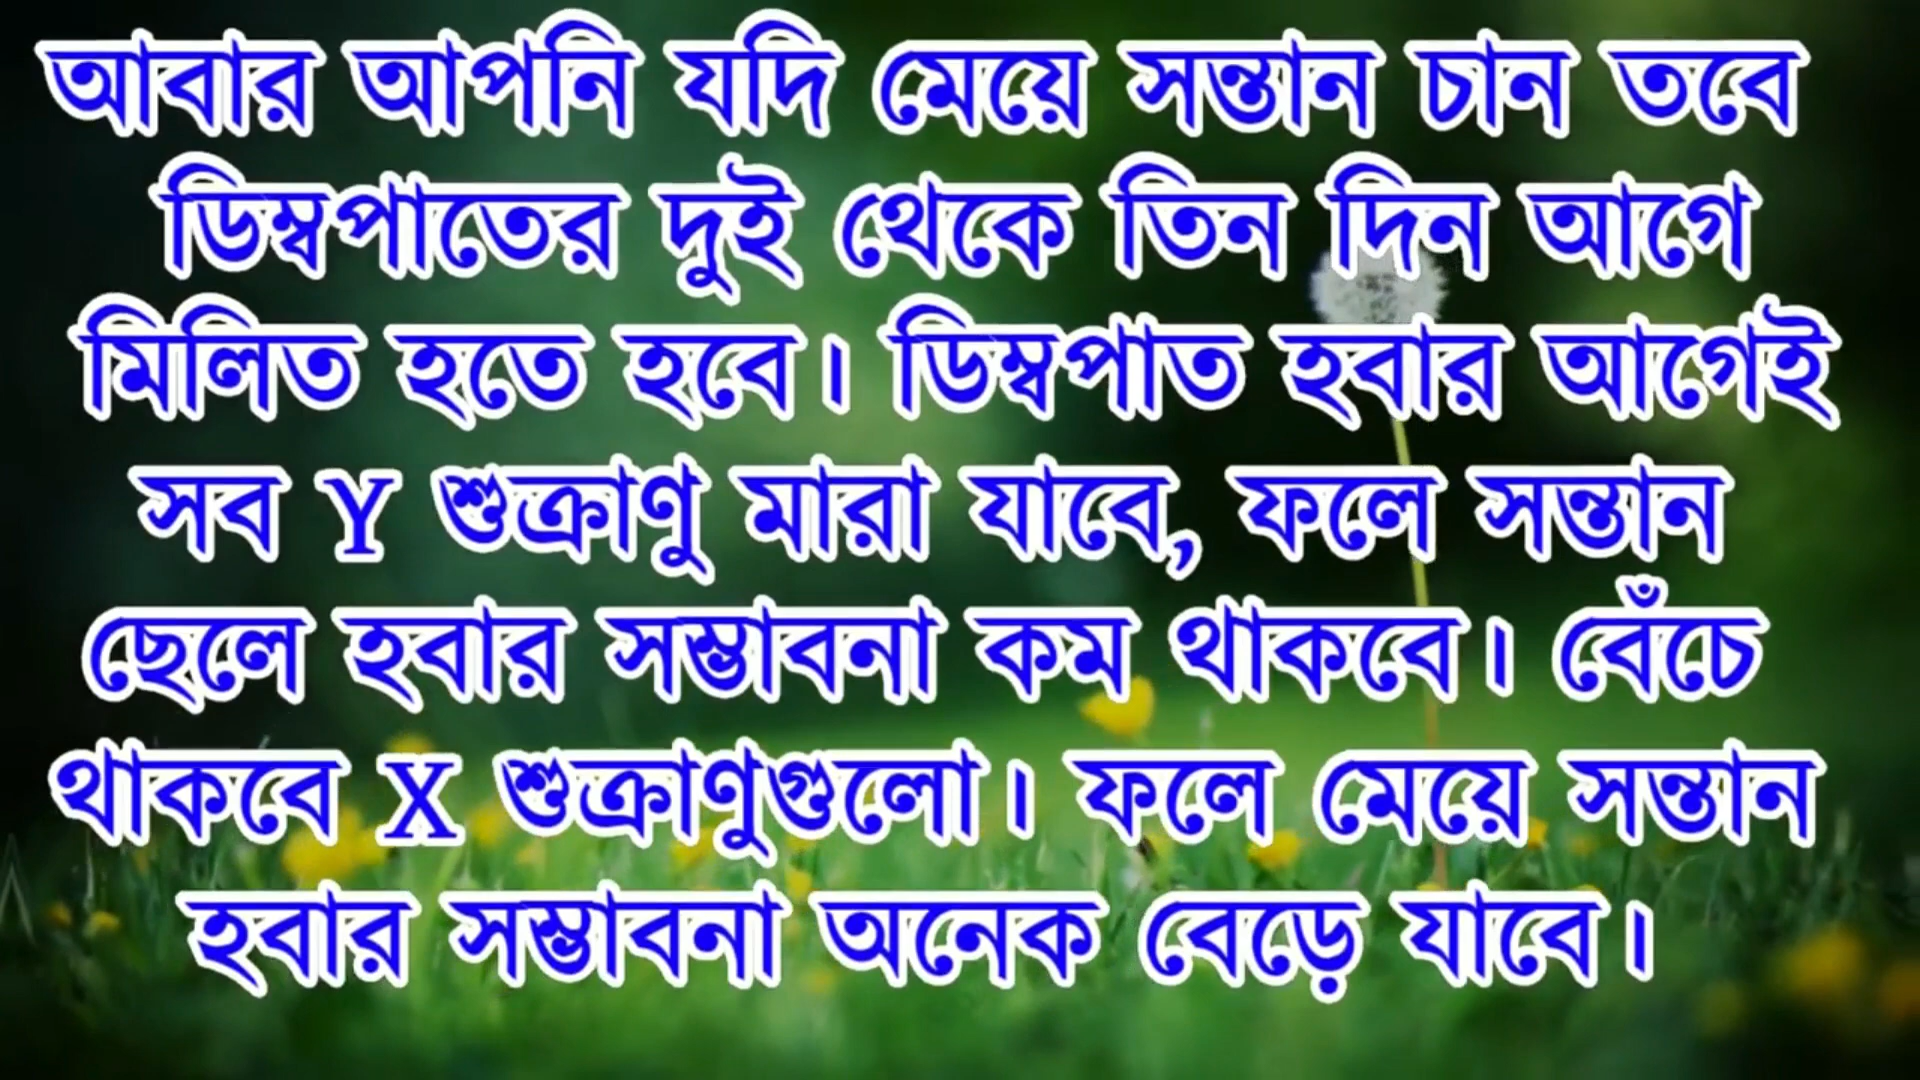 আবার আপনি যদি মেয়ে সন্তান চান তবে
ডিম্বপাতের দুই থেকে তিন দিন আগে
মিলিত হতে হবে। ডিম্বপাত হবার আগেই
সব Y শুক্রাণু মারা যাবে, ফলে সন্তান
ছেলে হবার সম্ভাবনা কম থাকবে। বেঁচে
থাকবে X শুক্রাণুগুলো। ফলে মেয়ে সন্তান
হবার সম্ভাবনা অনেক বেড়ে যাবে।